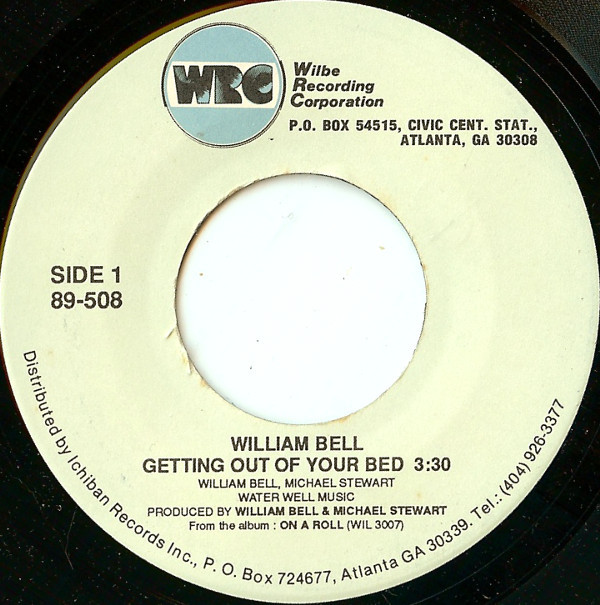 WRC
Wilbe
Recording
Corporation
P.O. BOX 54515, CIVIC CENT. STAT.,
ATLANTA, GA 30308
SIDE 1
89-508
WILLIAM BELL
GETTING OUT OF YOUR BED 3:30
WILLIAM BELL, MICHAEL STEWART
WATER WELL MUSIC
PRODUCED BY WILLIAM BELL & MICHAEL STEWART
From the album : ON A ROLL (WIL 3007)
Distributed by Ichiban Records Inc., P. O. Box 724677, Atlanta GA 30339. Tel.: (404) 926-3377